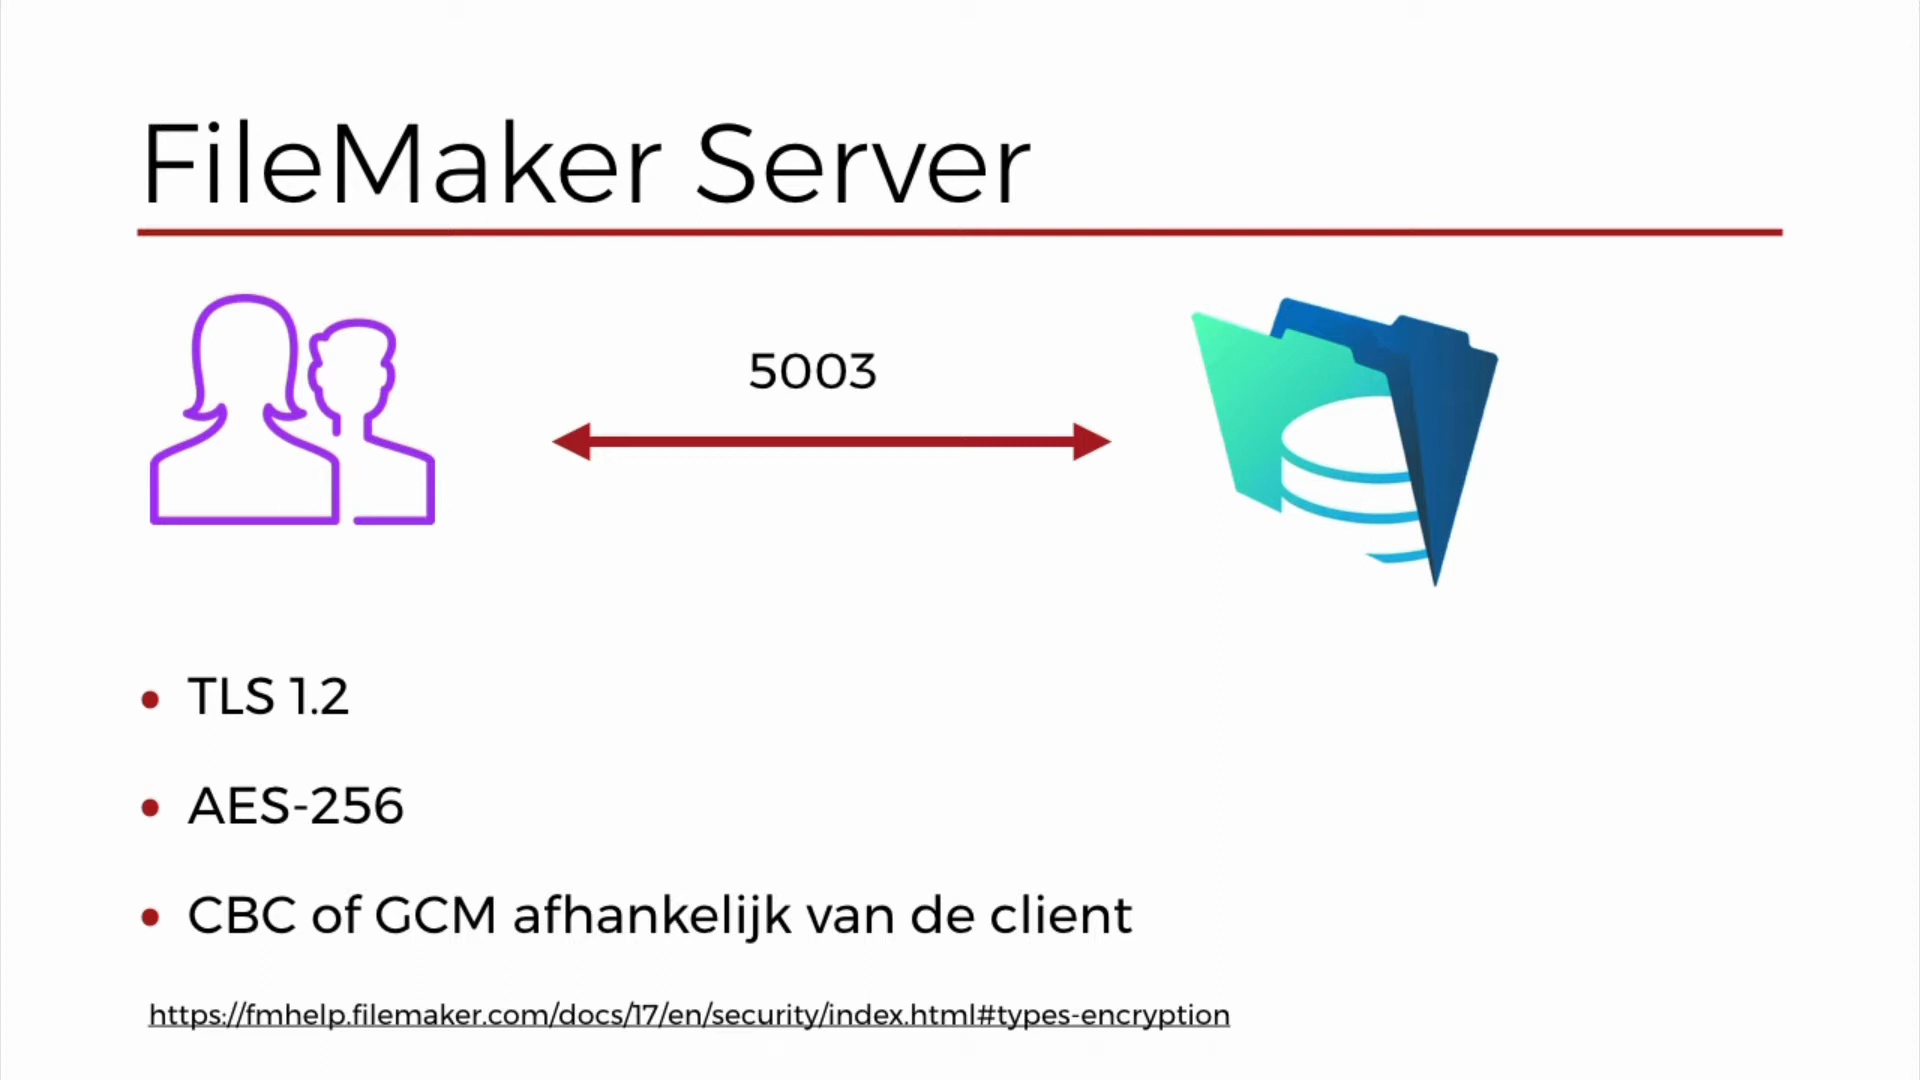 FileMaker Server
5003
TLS 1.2
AES-256
CBC of GCM afhankelijk van de client
https://fmhelp.filemaker.com/docs/17/en/security/index.html#types-encryption